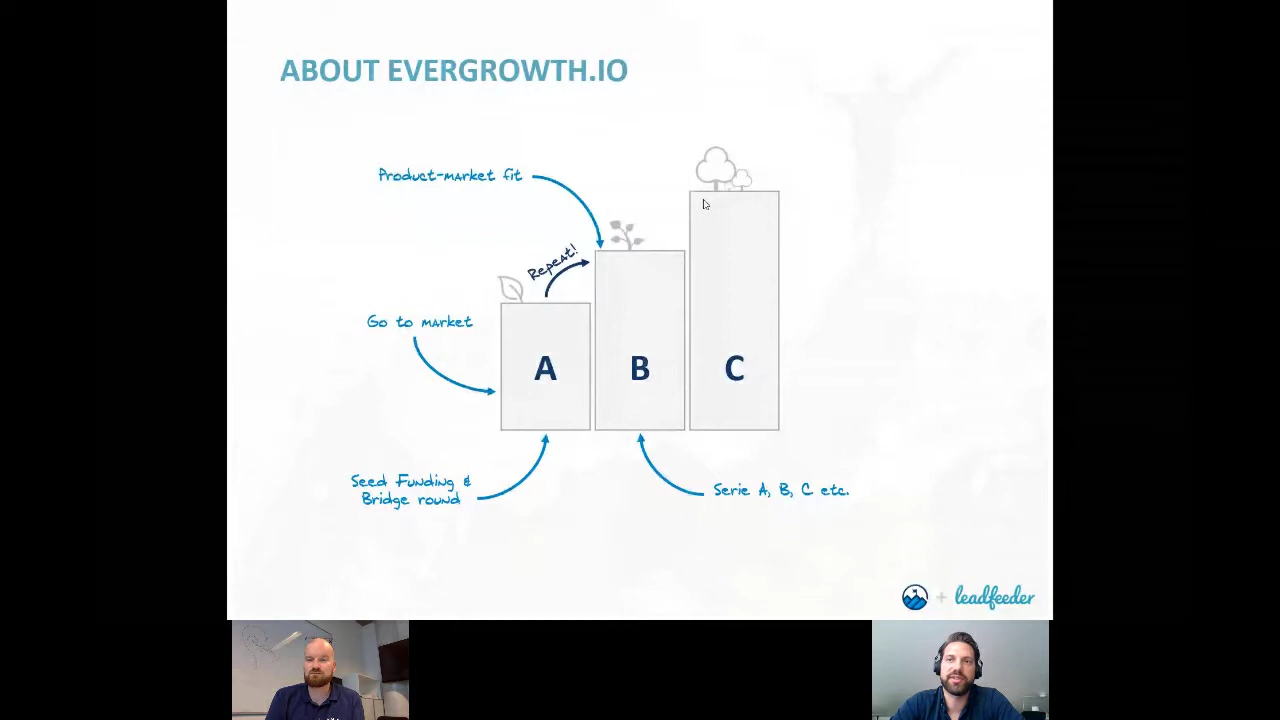 ABOUT EVERGROWTH.IO
Product-market fit
Repeat!
Go to market
A
B
C
Seed Funding &
Bridge round
Serie A, B, C etc.
+ leadfeeder